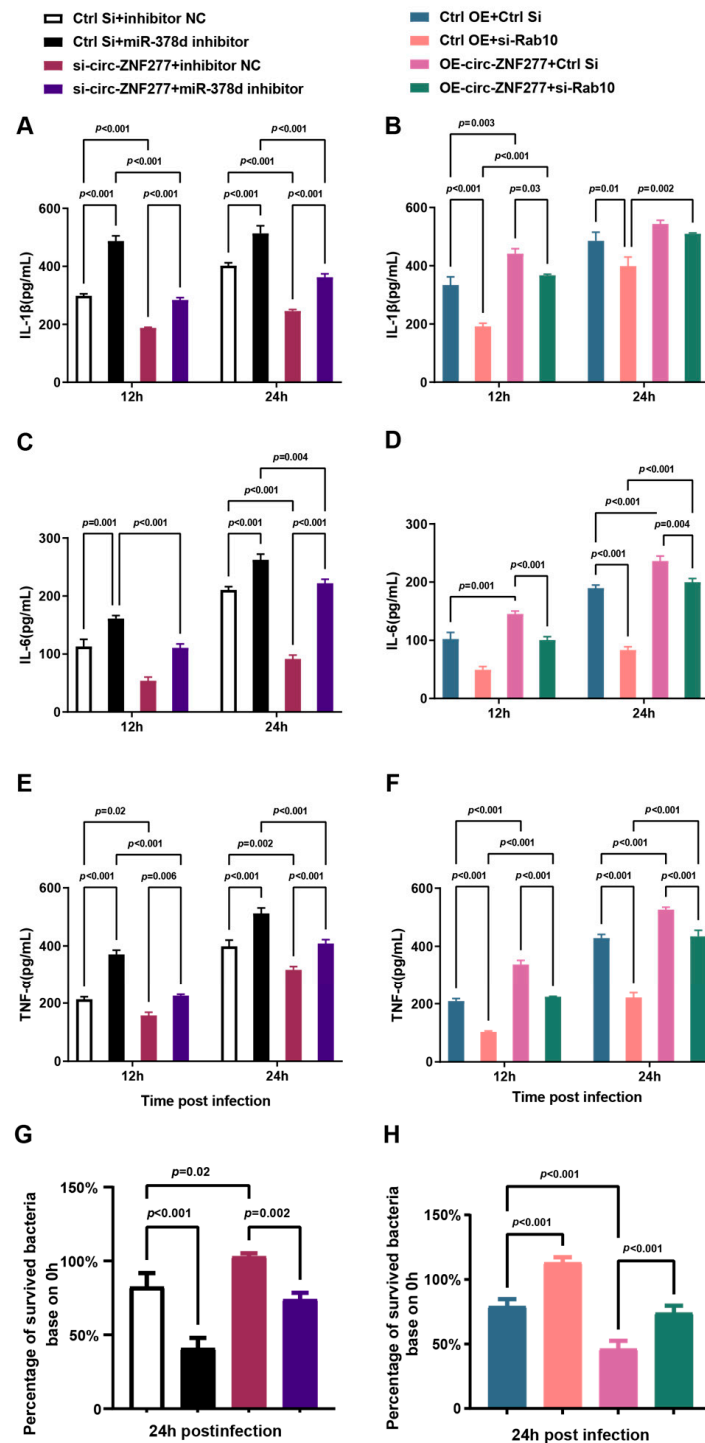 Ctrl Si+inhibitor NC
Ctrl Si+miR-378d inhibitor
si-circ-ZNF277+inhibitor NC
si-circ-ZNF277+miR-378d inhibitor
Ctrl OE+Ctrl Si
Ctrl OE+si-Rab10
OE-circ-ZNF277+Ctrl Si
OE-circ-ZNF277+si-Rab10
A
p<0.001 p<0.001
p<0.001 p<0.001
p<0.001 p<0.001 p<0.001 p<0.001
600
400
200
0
IL-1β(pg/mL)
12h 24h
B
p=0.003
p<0.001
p<0.001 p=0.03 p=0.01 p=0.002
600
400
200
0
IL-1β(pg/mL)
12h 24h
C
p=0.004
p<0.001
p=0.001 p<0.001 p<0.001 p<0.001
300
200
100
0
IL-6(pg/mL)
12h 24h
D
p<0.001
p<0.001
p=0.004
p<0.001
p<0.001
p=0.001
300
200
100
0
IL-6(pg/mL)
12h 24h
E
p=0.02 p<0.001
p<0.001 p=0.002
p<0.001 p=0.006 p<0.001 p<0.001
600
400
200
0
TNF-α(pg/mL)
12h 24h
Time post infection
F
p<0.001 p<0.001
p<0.001 p<0.001
p<0.001 p<0.001 p<0.001 p<0.001
600
400
200
0
TNF-α(pg/mL)
12h 24h
Time post infection
G
p=0.02
p<0.001 p=0.002
150%
100%
50%
0
Percentage of survived bacteria
base on 0h
24h postinfection
H
p<0.001
p<0.001
p<0.001
150%
100%
50%
0
Percentage of survived bacteria
base on 0h
24h post infection